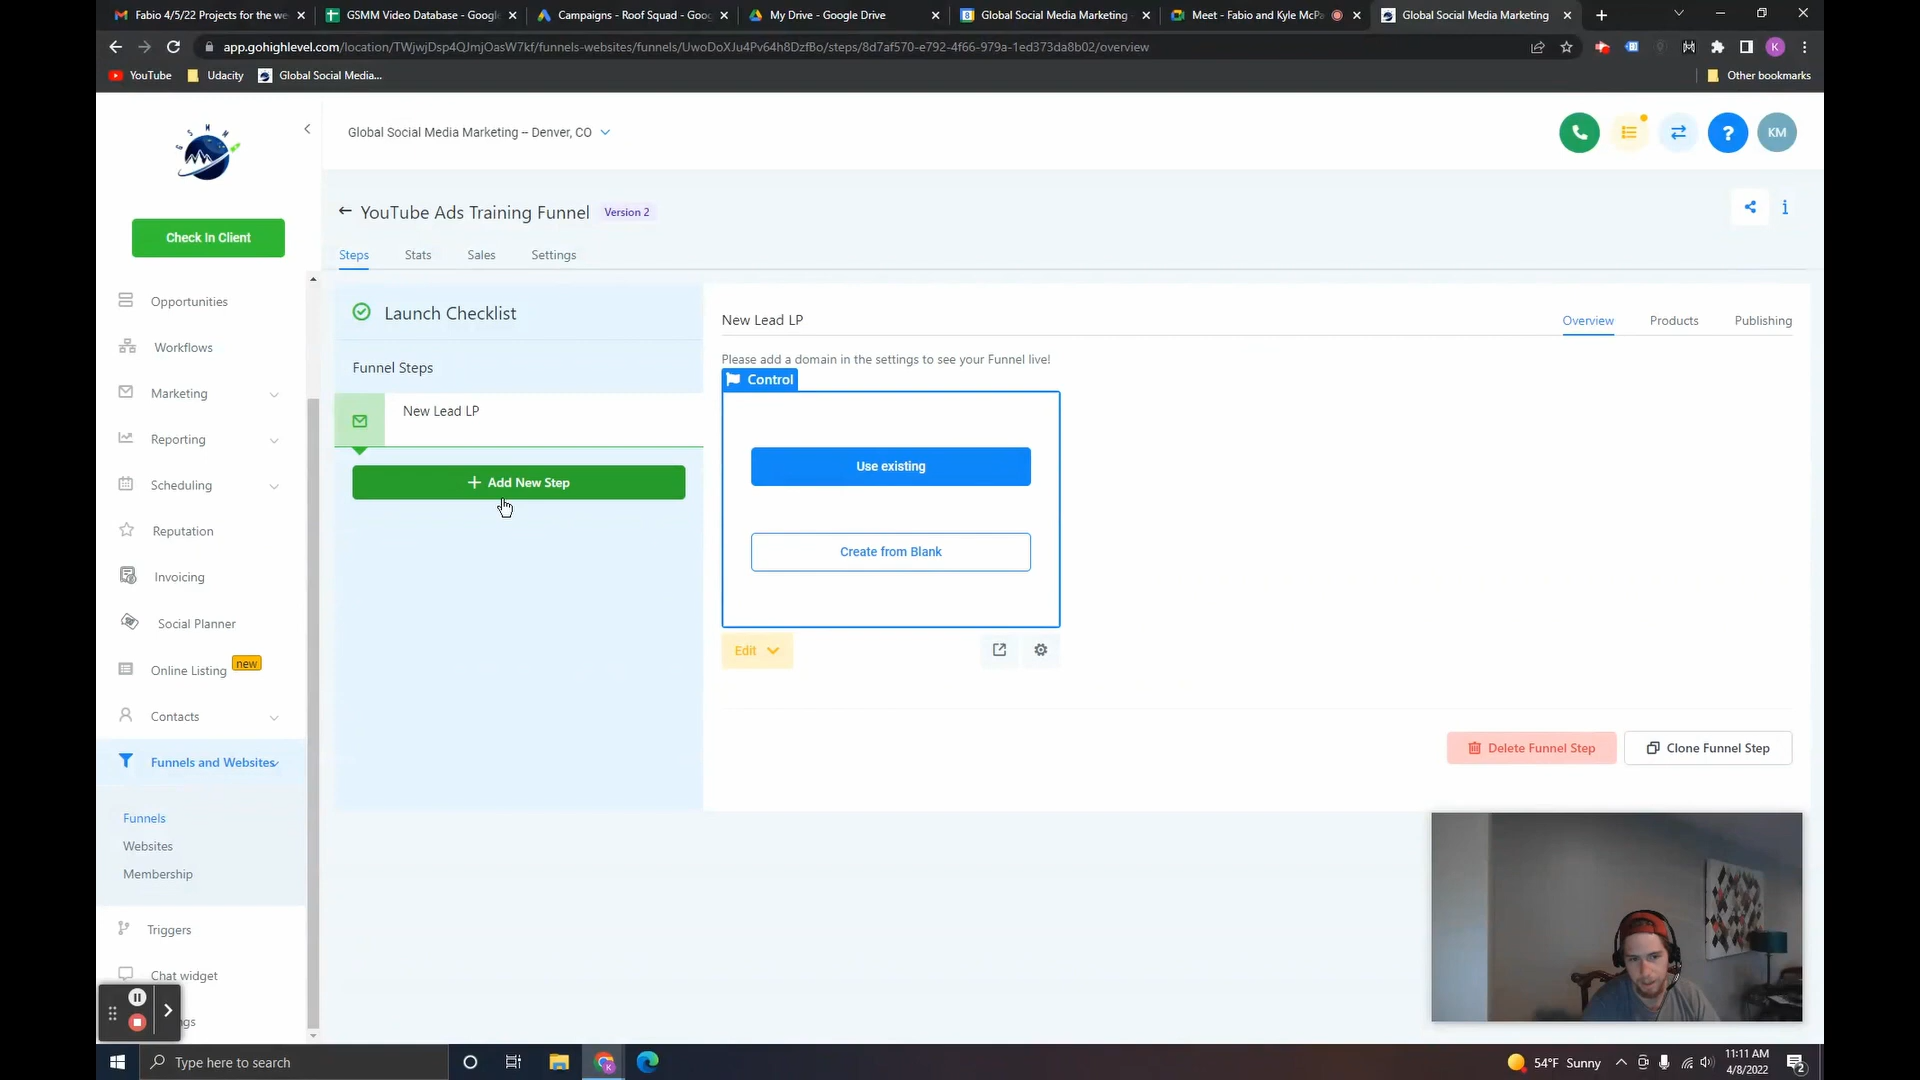 Fabio 4/5/22 Projects for the we
GSMM Video Database - Google
Campaigns - Roof Squad - Goog
My Drive - Google Drive
Global Social Media Marketing
Meet - Fabio and Kyle McPa
Global Social Media Marketing
app.gohighlevel.com/location/TWjwjDsp4QJmjOasW7kf/funnels-websites/funnels/UwoDoXJu4Pv64h8DzfBo/steps/8d7af570-e792-4f66-979a-1ed373da8b02/overview
K
YouTube
Udacity
Global Social Media...
Other bookmarks
G S M M
Global Social Media Marketing -- Denver, CO
?
KM
Check In Client
YouTube Ads Training Funnel
Version 2
i
Steps
Stats
Sales
Settings
Opportunities
Workflows
Marketing
Reporting
Scheduling
Reputation
Invoicing
Social Planner
Online Listing
new
Contacts
Funnels and Websites
Funnels
Websites
Membership
Triggers
Chat widget
ngs
Launch Checklist
Funnel Steps
New Lead LP
+ Add New Step
New Lead LP
Overview
Products
Publishing
Please add a domain in the settings to see your Funnel live!
Control
Use existing
Create from Blank
Edit
Delete Funnel Step
Clone Funnel Step
Type here to search
54°F Sunny
11:11 AM
4/8/2022
2